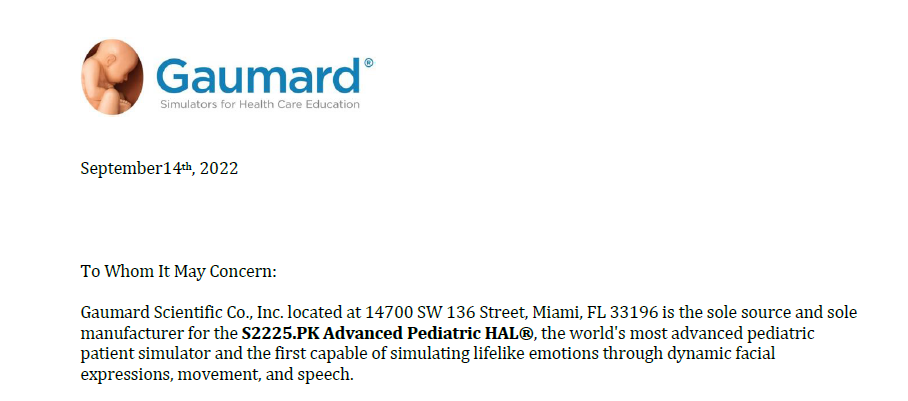 Gaumard®
Simulators for Health Care Education
September14th, 2022
To Whom It May Concern:
Gaumard Scientific Co., Inc. located at 14700 SW 136 Street, Miami, FL 33196 is the sole source and sole
manufacturer for the S2225.PK Advanced Pediatric HAL®, the world's most advanced pediatric
patient simulator and the first capable of simulating lifelike emotions through dynamic facial
expressions, movement, and speech.